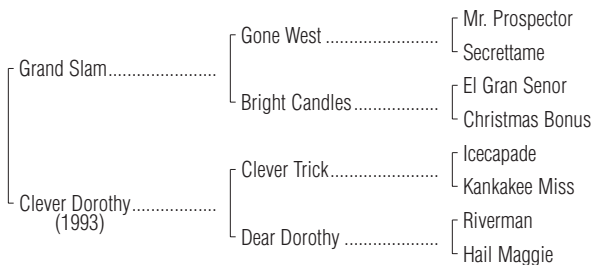 Mr. Prospector
Gone West ........................
Secrettame
Grand Slam.......................
El Gran Senor
Bright Candles..................
Christmas Bonus
Icecapade
Clever Trick.......................
Kankakee Miss
Clever Dorothy..................
(1993)
Riverman
Dear Dorothy ....................
Hail Maggie